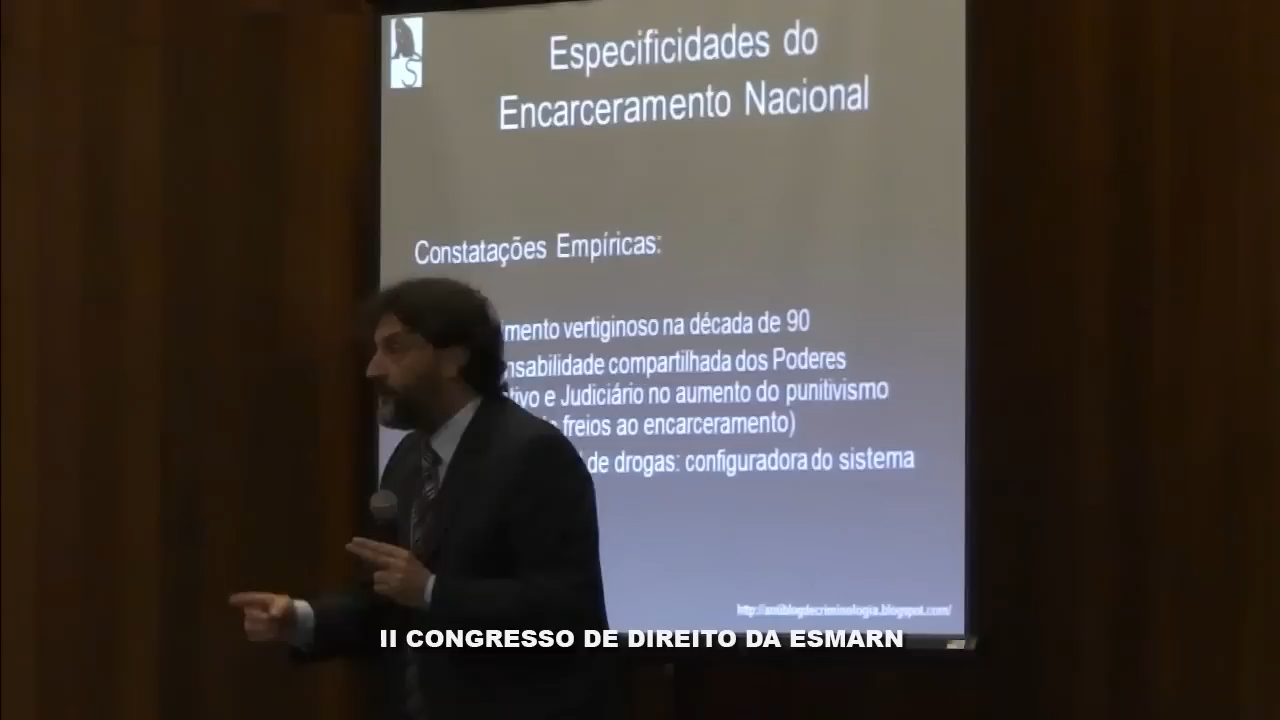 S
Especificidades do
Encarceramento Nacional
Constatações Empíricas:
mento vertiginoso na década de 90
nsabilidade compartilhada dos Poderes
tivo e Judiciário no aumento do punitivismo
freios ao encarceramento)
de drogas: configuradora do sistema
http://antiblogdecriminologia.blogspot.com/
II CONGRESSO DE DIREITO DA ESMARN